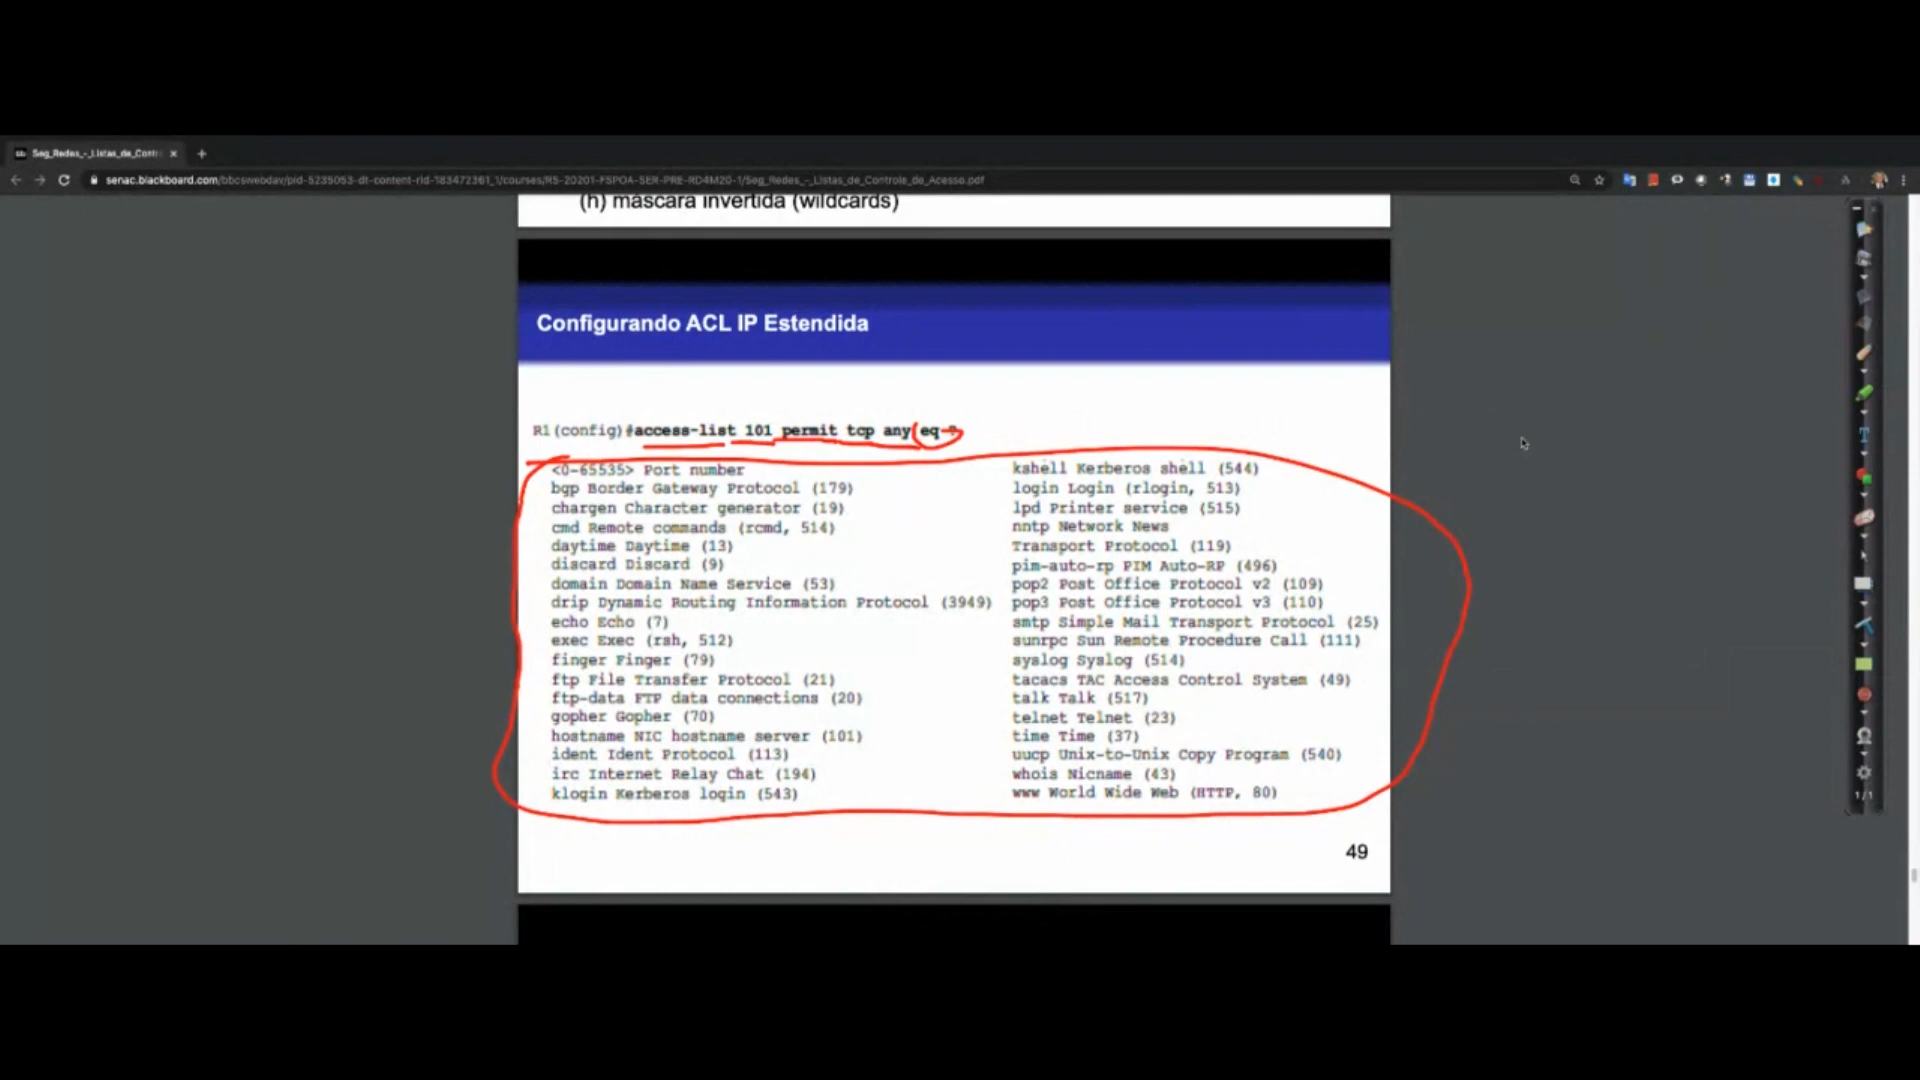 Seg_Redes_-_Listas_de_Contr
senac.blackboard.com/bbcswebdav/pid-5235053-dt-content-rid-183472361_1/courses/RS-20201-FSPOA-SER-PRE-RD4M20-1/Seg_Redes_-_Listas_de_Controle_de_Acesso.pdf
(h) máscara invertida (wildcards)
Configurando ACL IP Estendida
R1(config)#access-list 101 permit tcp any eq ?
<0-65535> Port number
bgp Border Gateway Protocol (179)
chargen Character generator (19)
cmd Remote commands (rcmd, 514)
daytime Daytime (13)
discard Discard (9)
domain Domain Name Service (53)
drip Dynamic Routing Information Protocol (3949)
echo Echo (7)
exec Exec (rsh, 512)
finger Finger (79)
ftp File Transfer Protocol (21)
ftp-data FTP data connections (20)
gopher Gopher (70)
hostname NIC hostname server (101)
ident Ident Protocol (113)
irc Internet Relay Chat (194)
klogin Kerberos login (543)
kshell Kerberos shell (544)
login Login (rlogin, 513)
lpd Printer service (515)
nntp Network News
Transport Protocol (119)
pim-auto-rp PIM Auto-RP (496)
pop2 Post Office Protocol v2 (109)
pop3 Post Office Protocol v3 (110)
smtp Simple Mail Transport Protocol (25)
sunrpc Sun Remote Procedure Call (111)
syslog Syslog (514)
tacacs TAC Access Control System (49)
talk Talk (517)
telnet Telnet (23)
time Time (37)
uucp Unix-to-Unix Copy Program (540)
whois Nicname (43)
www World Wide Web (HTTP, 80)
49
1/1